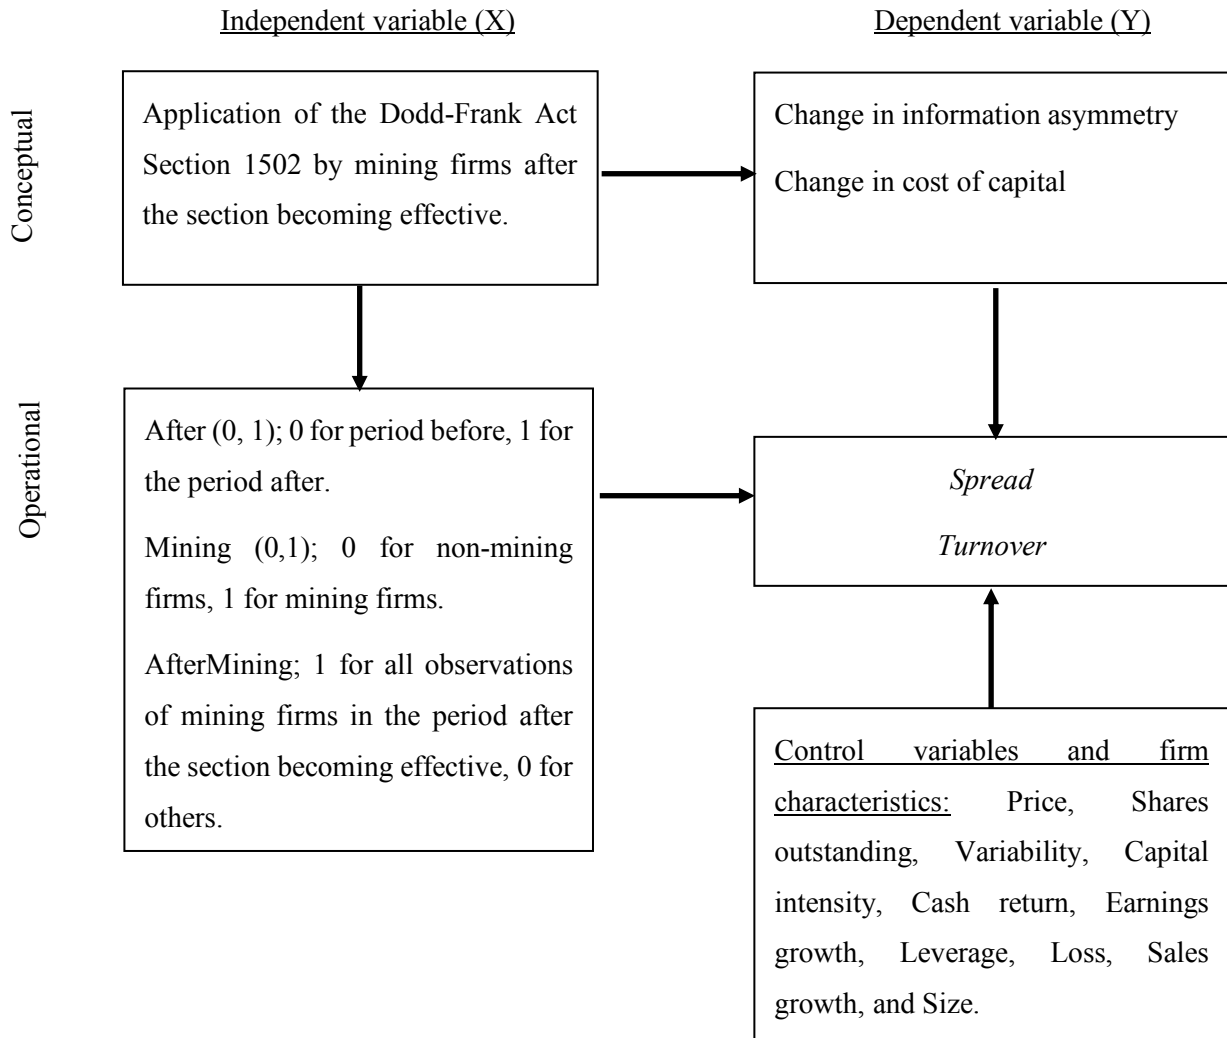 Independent variable (X)
Dependent variable (Y)
Conceptual
Application of the Dodd-Frank Act
Section 1502 by mining firms after
the section becoming effective.
Change in information asymmetry
Change in cost of capital
Operational
After (0, 1); 0 for period before, 1 for
the period after.
Mining (0,1); 0 for non-mining
firms, 1 for mining firms.
AfterMining; 1 for all observations
of mining firms in the period after
the section becoming effective, 0 for
others.
Spread
Turnover
Control variables and firm
characteristics: Price, Shares
outstanding, Variability, Capital
intensity, Cash return, Earnings
growth, Leverage, Loss, Sales
growth, and Size.